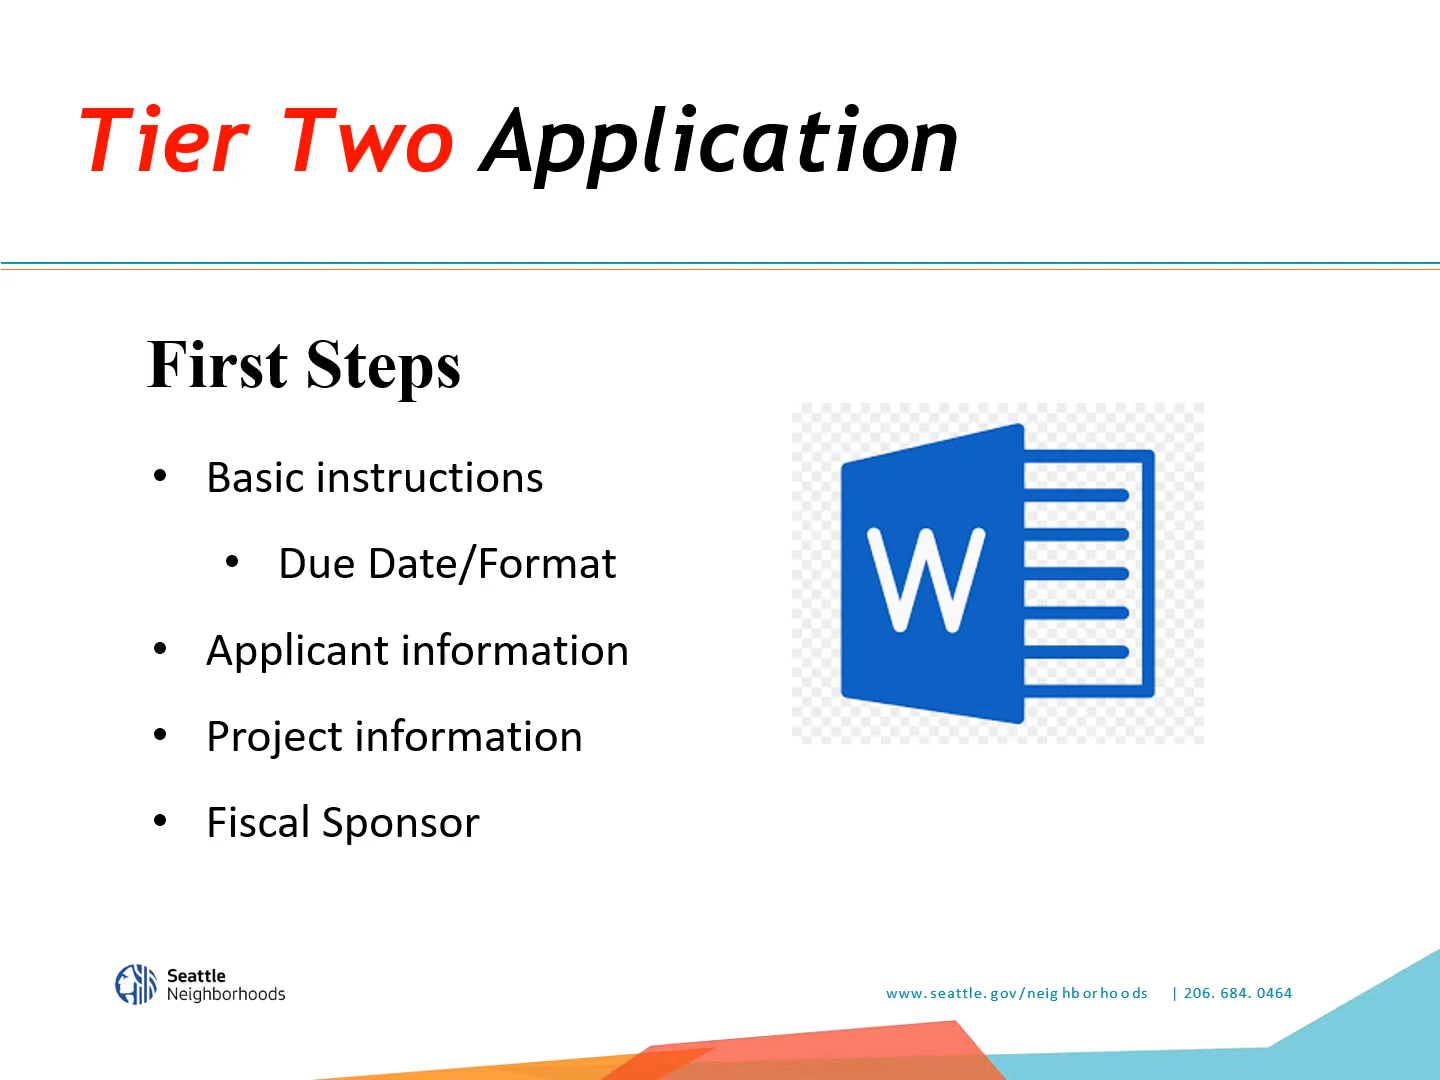 Tier Two Application
First Steps
• Basic instructions
• Due Date/Format
• Applicant information
• Project information
• Fiscal Sponsor
W
Seattle
Neighborhoods
www.seattle.gov/neighborhoods | 206. 684. 0464